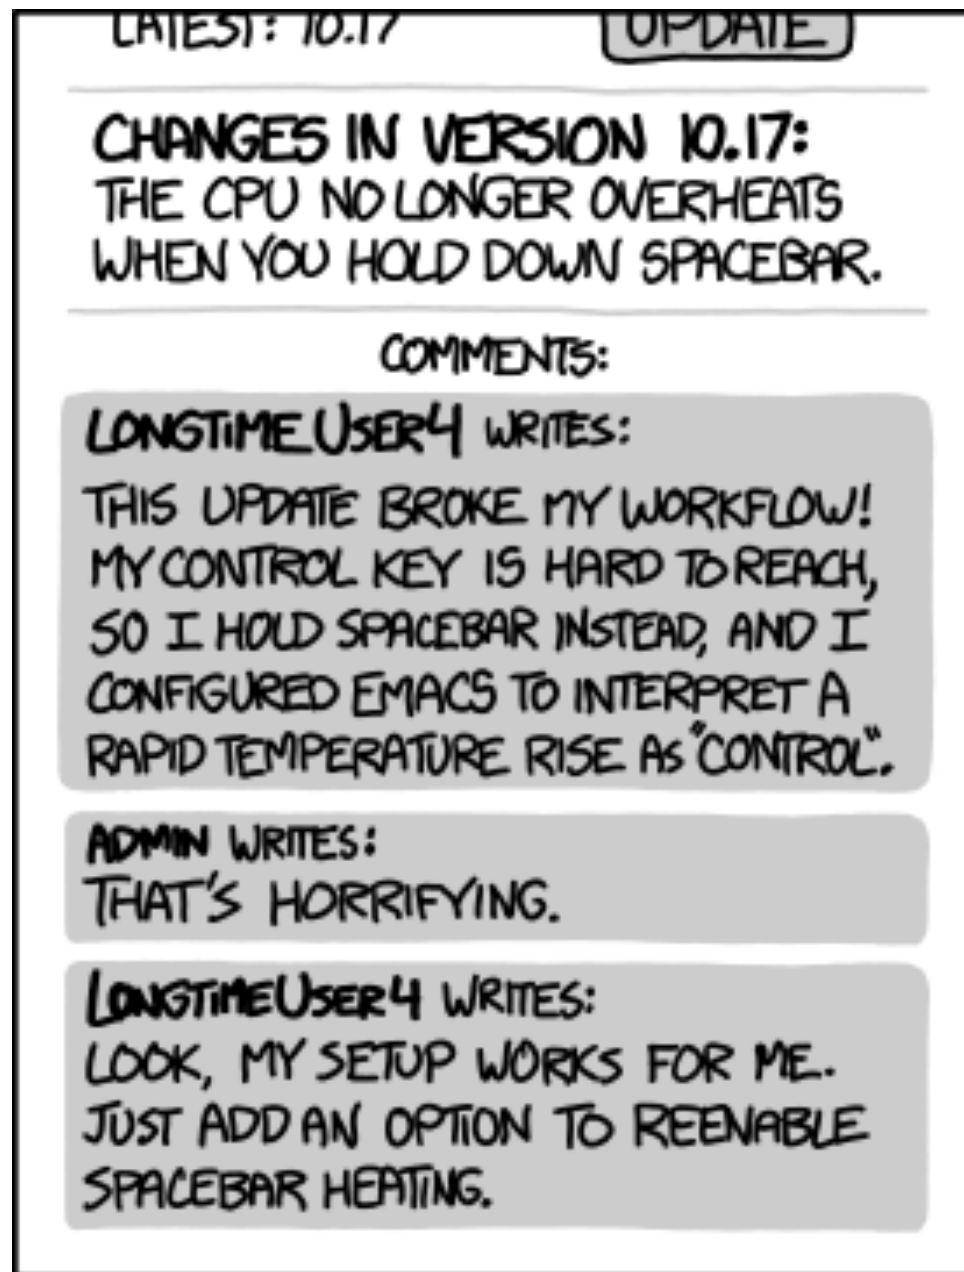 LATEST: 10.17 UPDATE
CHANGES IN VERSION 10.17:
THE CPU NO LONGER OVERHEATS
WHEN YOU HOLD DOWN SPACEBAR.
COMMENTS:
LONGTIMEUSER4 WRITES:
THIS UPDATE BROKE MY WORKFLOW!
MY CONTROL KEY IS HARD TO REACH,
SO I HOLD SPACEBAR INSTEAD, AND I
CONFIGURED EMACS TO INTERPRET A
RAPID TEMPERATURE RISE AS "CONTROL".
ADMIN WRITES:
THAT'S HORRIFYING.
LONGTIMEUSER4 WRITES:
LOOK, MY SETUP WORKS FOR ME.
JUST ADD AN OPTION TO REENABLE
SPACEBAR HEATING.